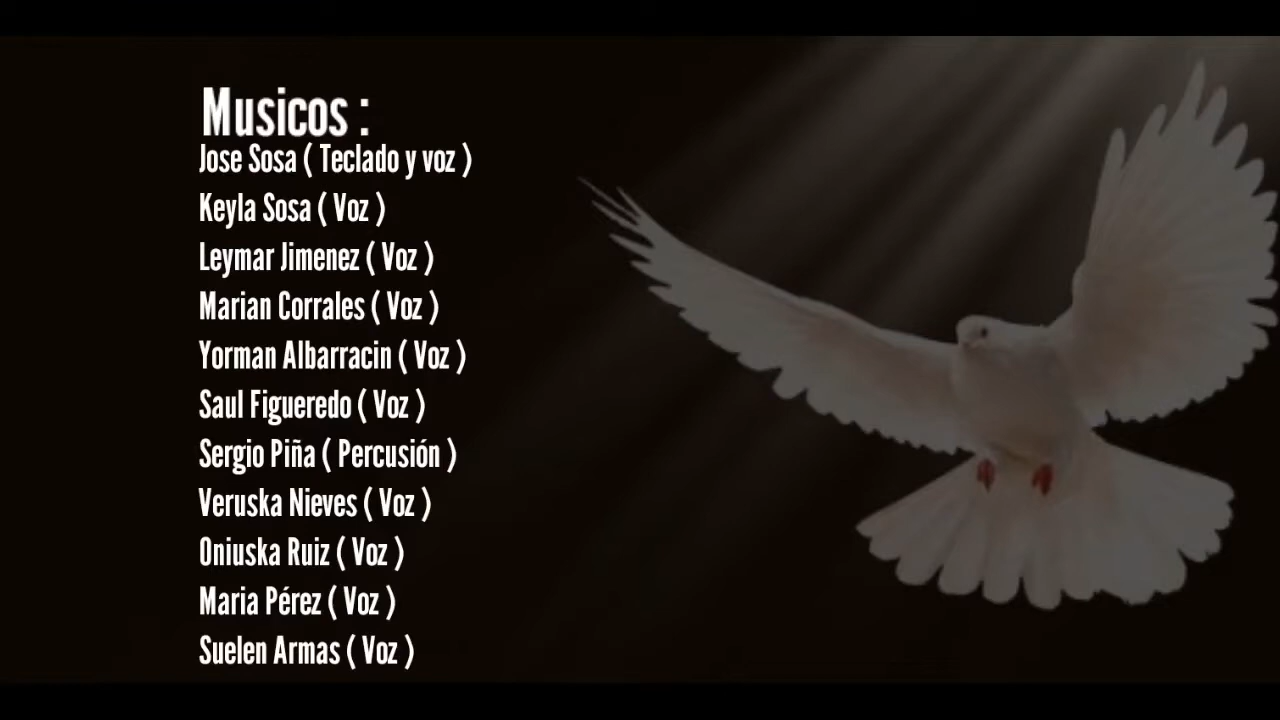 Musicos :
Jose Sosa ( Teclado y voz )
Keyla Sosa ( Voz )
Leymar Jimenez ( Voz )
Marian Corrales ( Voz )
Yorman Albarracin ( Voz )
Saul Figueredo ( Voz )
Sergio Piña ( Percusión )
Veruska Nieves ( Voz )
Oniuska Ruiz ( Voz )
Maria Pérez ( Voz )
Suelen Armas ( Voz )